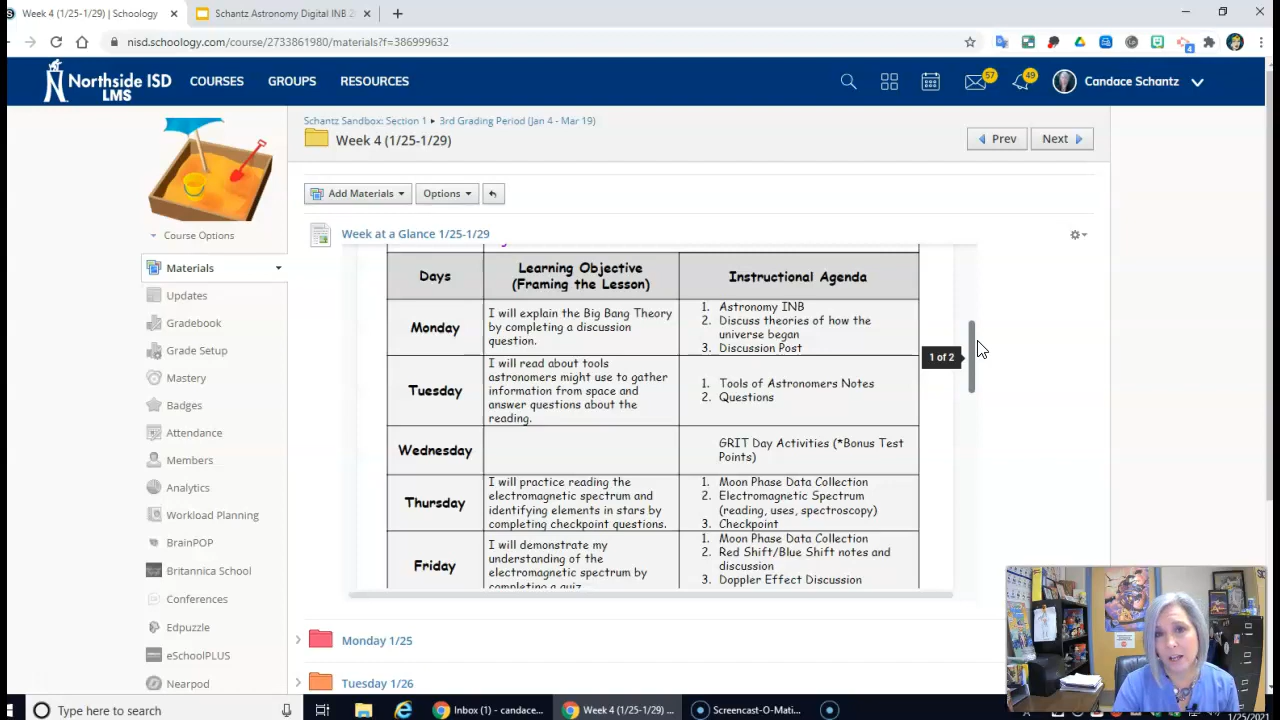 Week 4 (1/25-1/29) | Schoology
Schantz Astronomy Digital INB 2
nisd.schoology.com/course/2733861980/materials?f=386999632
Northside ISD
LMS
COURSES
GROUPS
RESOURCES
57
49
Candace Schantz
Schantz Sandbox: Section 1
3rd Grading Period (Jan 4 - Mar 19)
Week 4 (1/25-1/29)
Prev
Next
Add Materials
Options
Course Options
Materials
Updates
Gradebook
Grade Setup
Mastery
Badges
Attendance
Members
Analytics
Workload Planning
BrainPOP
Britannica School
Conferences
Edpuzzle
eSchoolPLUS
Nearpod
Week at a Glance 1/25-1/29
Days
Learning Objective
(Framing the Lesson)
Instructional Agenda
Monday
I will explain the Big Bang Theory
by completing a discussion
question.
1. Astronomy INB
2. Discuss theories of how the
universe began
3. Discussion Post
Tuesday
I will read about tools
astronomers might use to gather
information from space and
answer questions about the
reading.
1. Tools of Astronomers Notes
2. Questions
Wednesday
GRIT Day Activities (*Bonus Test
Points)
Thursday
I will practice reading the
electromagnetic spectrum and
identifying elements in stars by
completing checkpoint questions.
1. Moon Phase Data Collection
2. Electromagnetic Spectrum
(reading, uses, spectroscopy)
3. Checkpoint
Friday
I will demonstrate my
understanding of the
electromagnetic spectrum by
completing a quiz
1. Moon Phase Data Collection
2. Red Shift/Blue Shift notes and
discussion
3. Doppler Effect Discussion
1 of 2
Monday 1/25
Tuesday 1/26
Type here to search
Inbox (1) - candace...
Week 4 (1/25-1/29) ...
Screencast-O-Mati...
1/25/2021